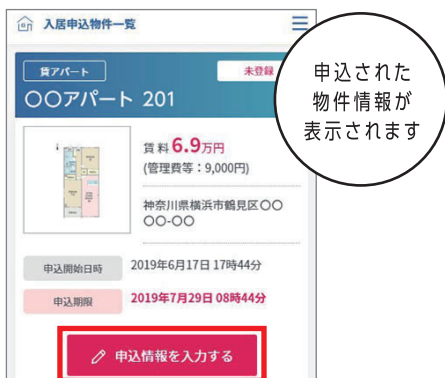 入居申込物件一覧
賃アパート
未登録
〇〇アパート 201
賃料6.9万円
(管理費等：9,000円)
神奈川県横浜市鶴見区〇〇
〇〇-〇〇
申込開始日時
2019年6月17日 17時44分
申込期限
2019年7月29日 08時44分
申込情報を入力する
申込された
物件情報が
表示されます